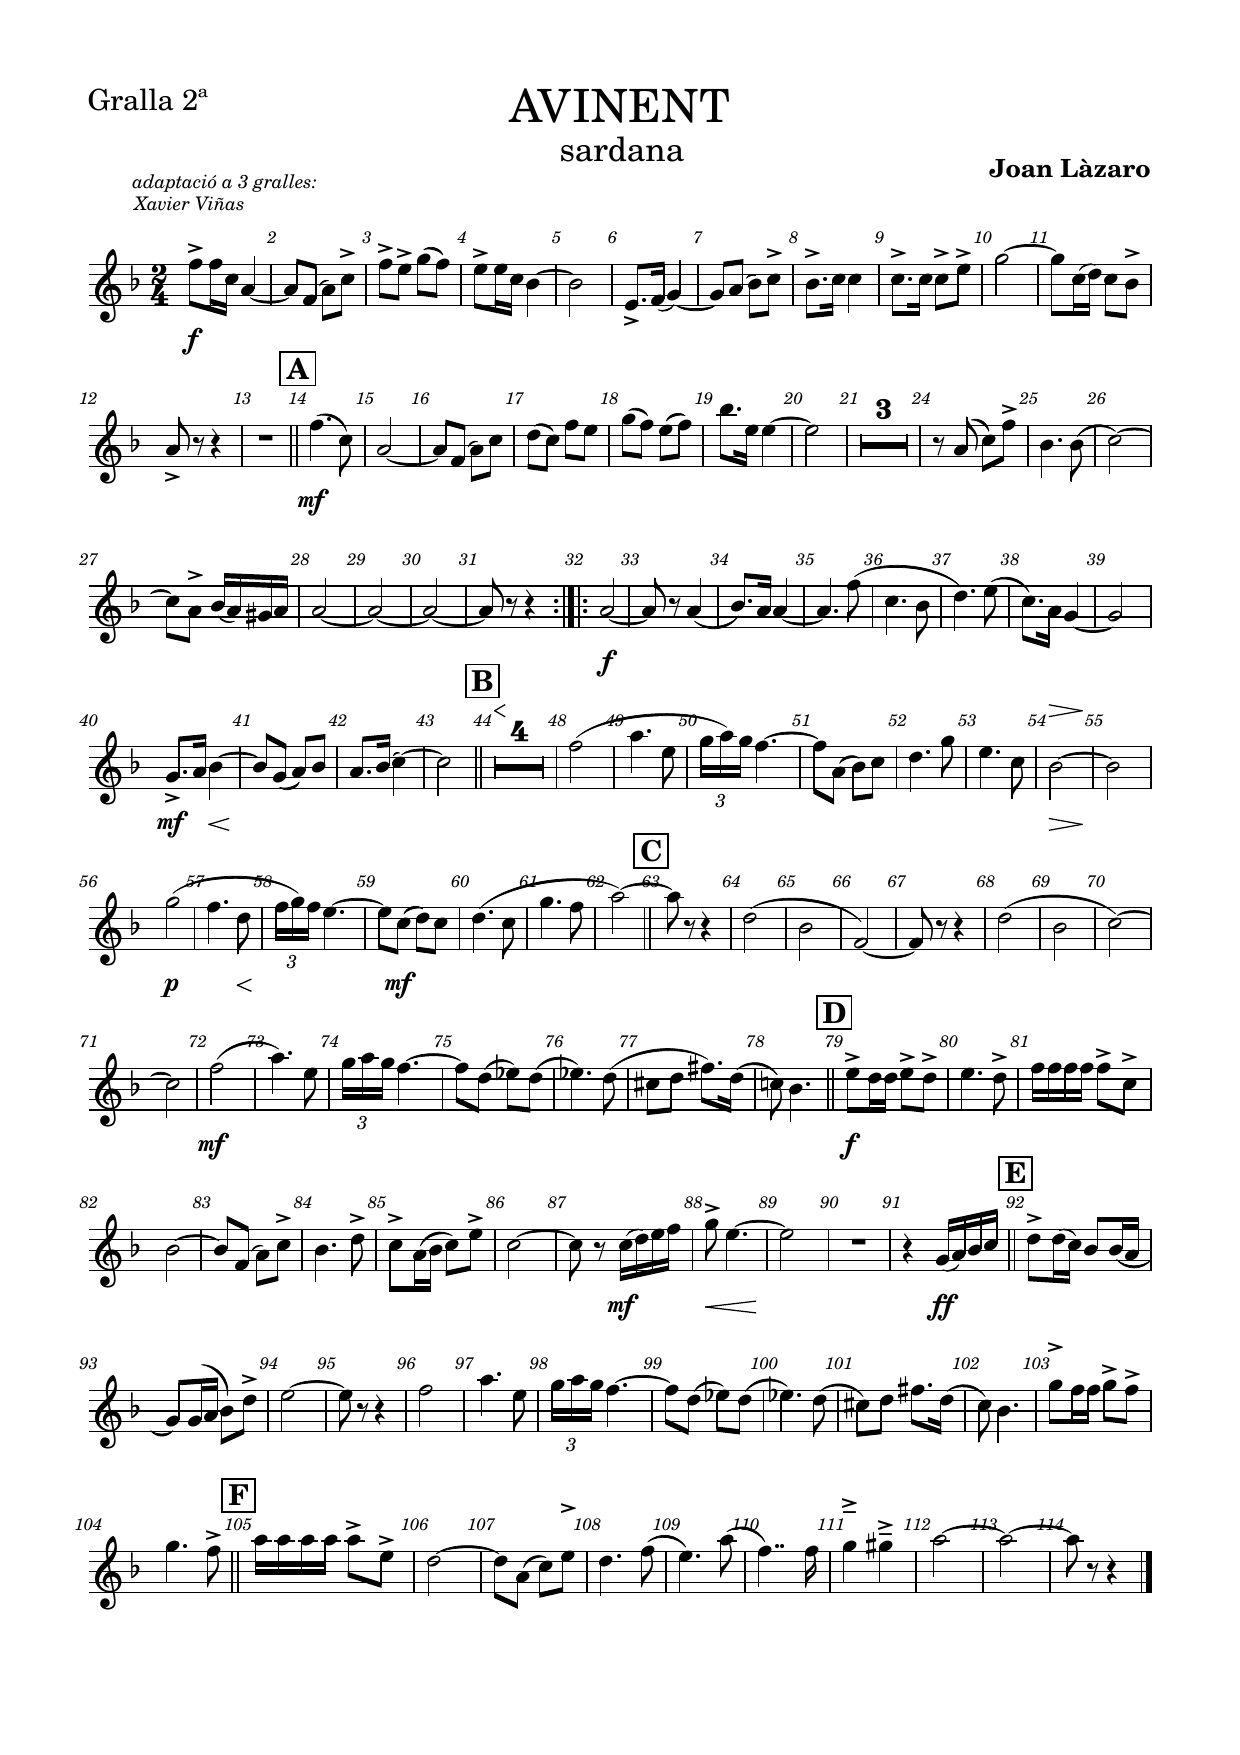 Gralla 2ª
AVINENT
sardana
Joan Làzaro
adaptació a 3 gralles:
Xavier Viñas
2 3 4 5 6 7 8 9 10 11
2 4
f
A
12 13 14 15 16 17 18 19 20 21 24 25 26
3
mf
27 28 29 30 31 32 33 34 35 36 37 38 39
f
B
40 41 42 43 44 48 49 50 51 52 53 54 55
4
3
mf
C
56 57 58 59 60 61 62 63 64 65 66 67 68 69 70
3
p mf
D
71 72 73 74 75 76 77 78 79 80 81
3
mf f
E
82 83 84 85 86 87 88 89 90 91 92
mf ff
93 94 95 96 97 98 99 100 101 102 103
3
F
104 105 106 107 108 109 110 111 112 113 114